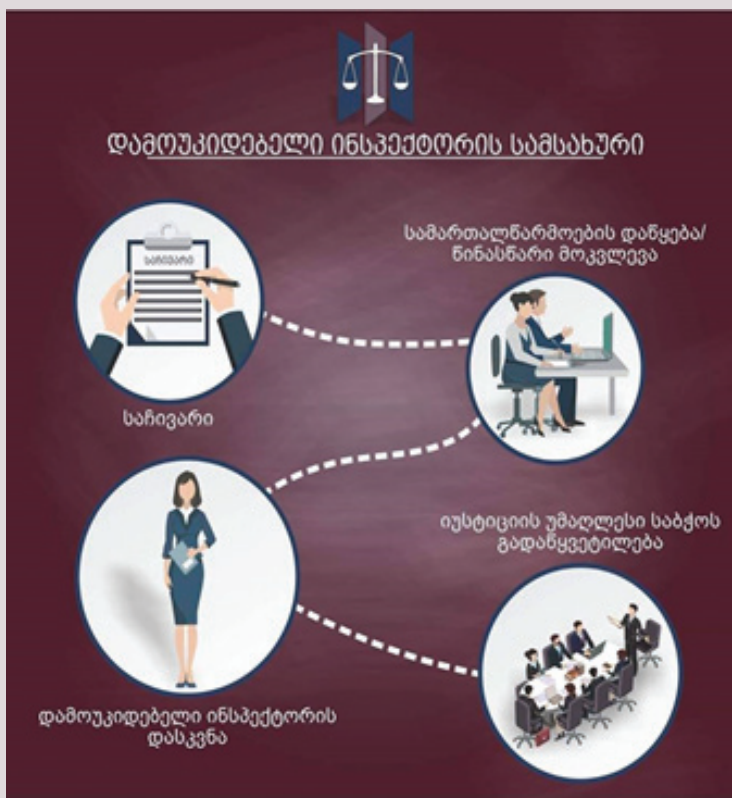 დამოუკიდებელი ინსპექტორის სამსახური
საჩივარი
საჩივარი
სამართალწარმოების დაწყება/
წინასწარი მოკვლევა
დამოუკიდებელი ინსპექტორის
დასკვნა
იუსტიციის უმაღლესი საბჭოს
გადაწყვეტილება